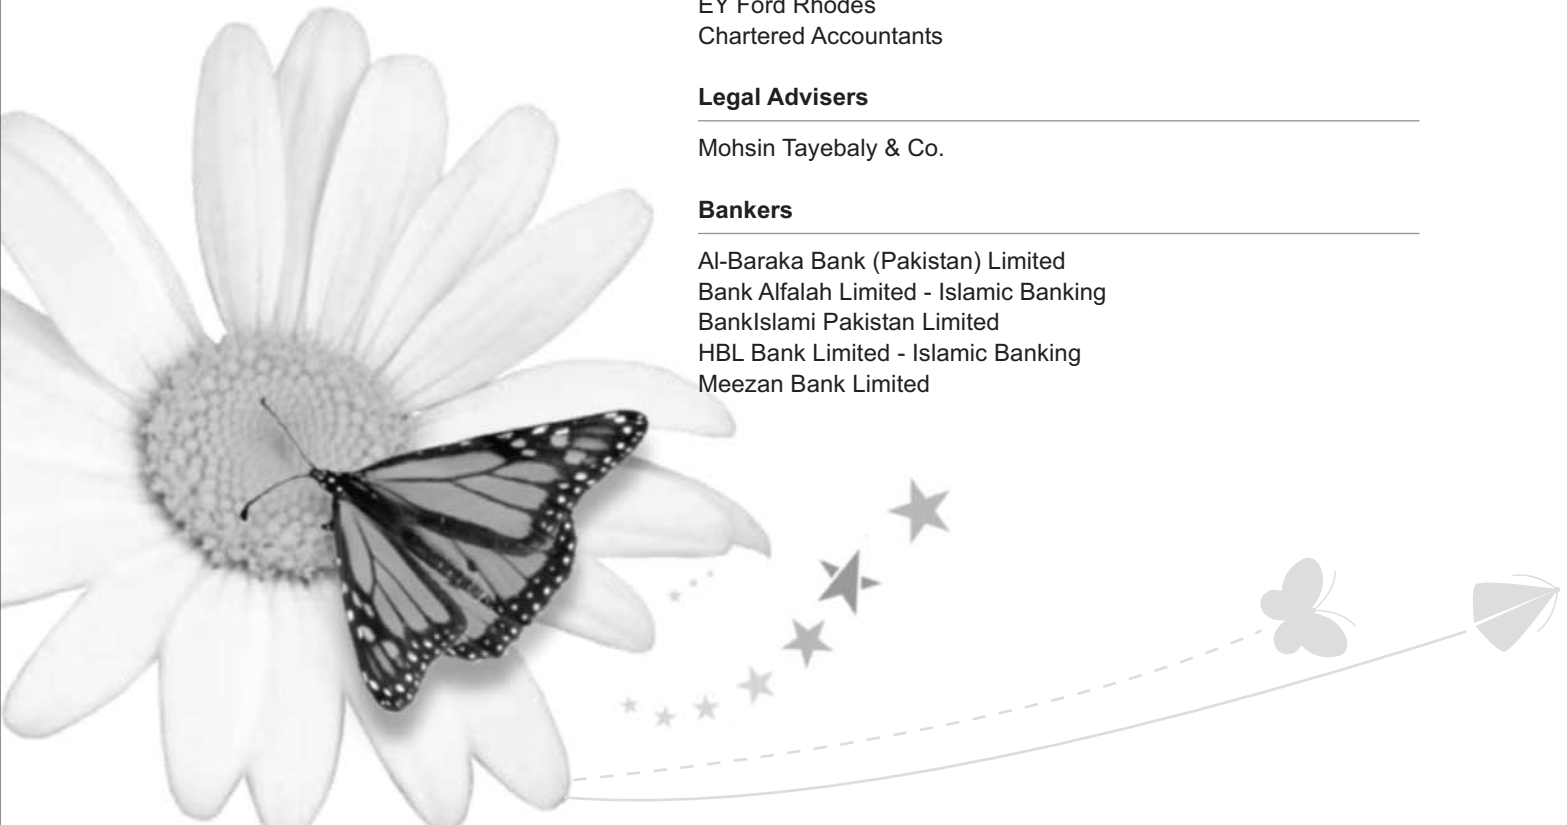 EY Ford Rhodes
Chartered Accountants
Legal Advisers
Mohsin Tayebaly & Co.
Bankers
Al-Baraka Bank (Pakistan) Limited
Bank Alfalah Limited - Islamic Banking
BankIslami Pakistan Limited
HBL Bank Limited - Islamic Banking
Meezan Bank Limited